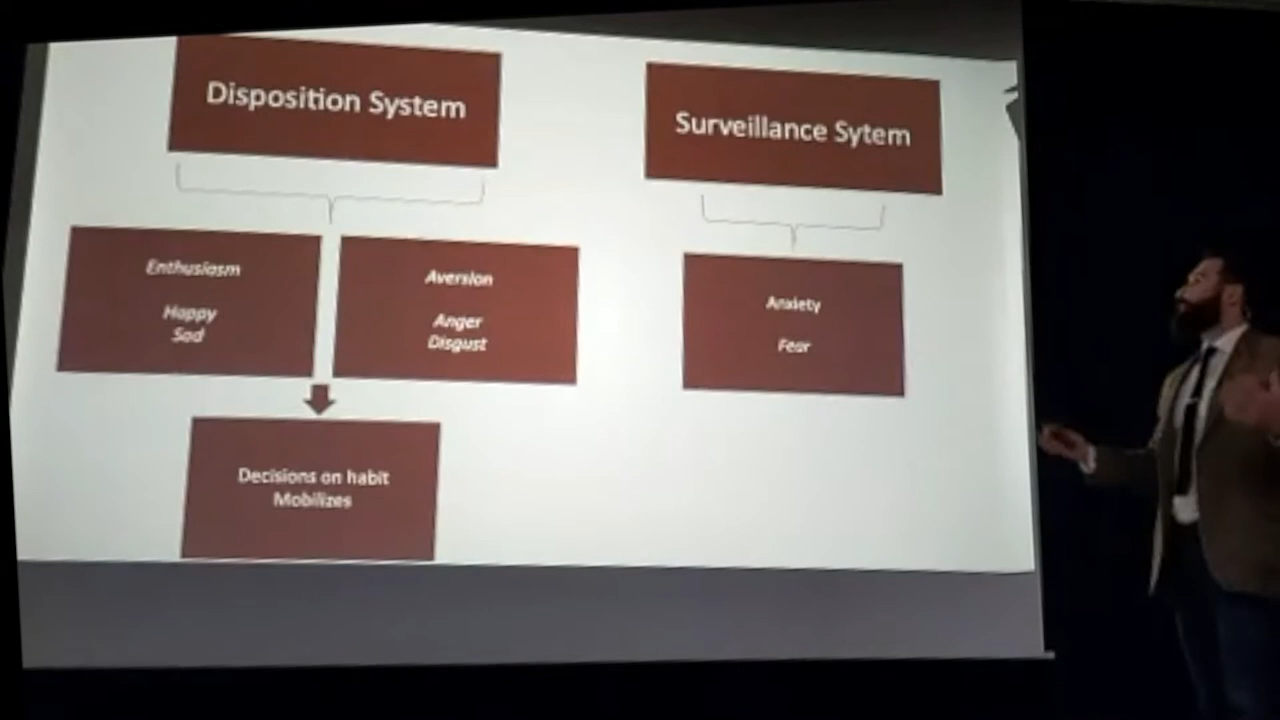 Disposition System
Surveillance Sytem
Enthusiasm
Happy
Sad
Aversion
Anger
Disgust
Anxiety
Fear
Decisions on habit
Mobilizes